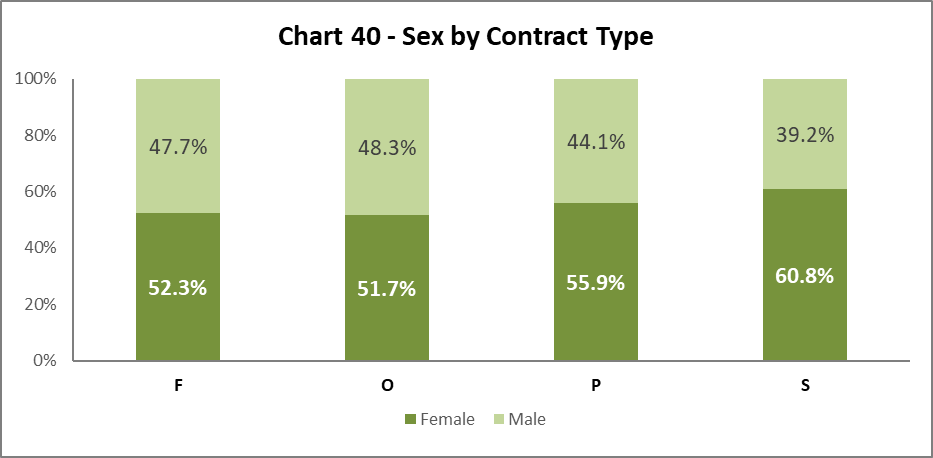 Chart 40 - Sex by Contract Type
100%
80%
60%
40%
20%
0%
47.7%
48.3%
44.1%
39.2%
52.3%
51.7%
55.9%
60.8%
F
O
P
S
Female
Male